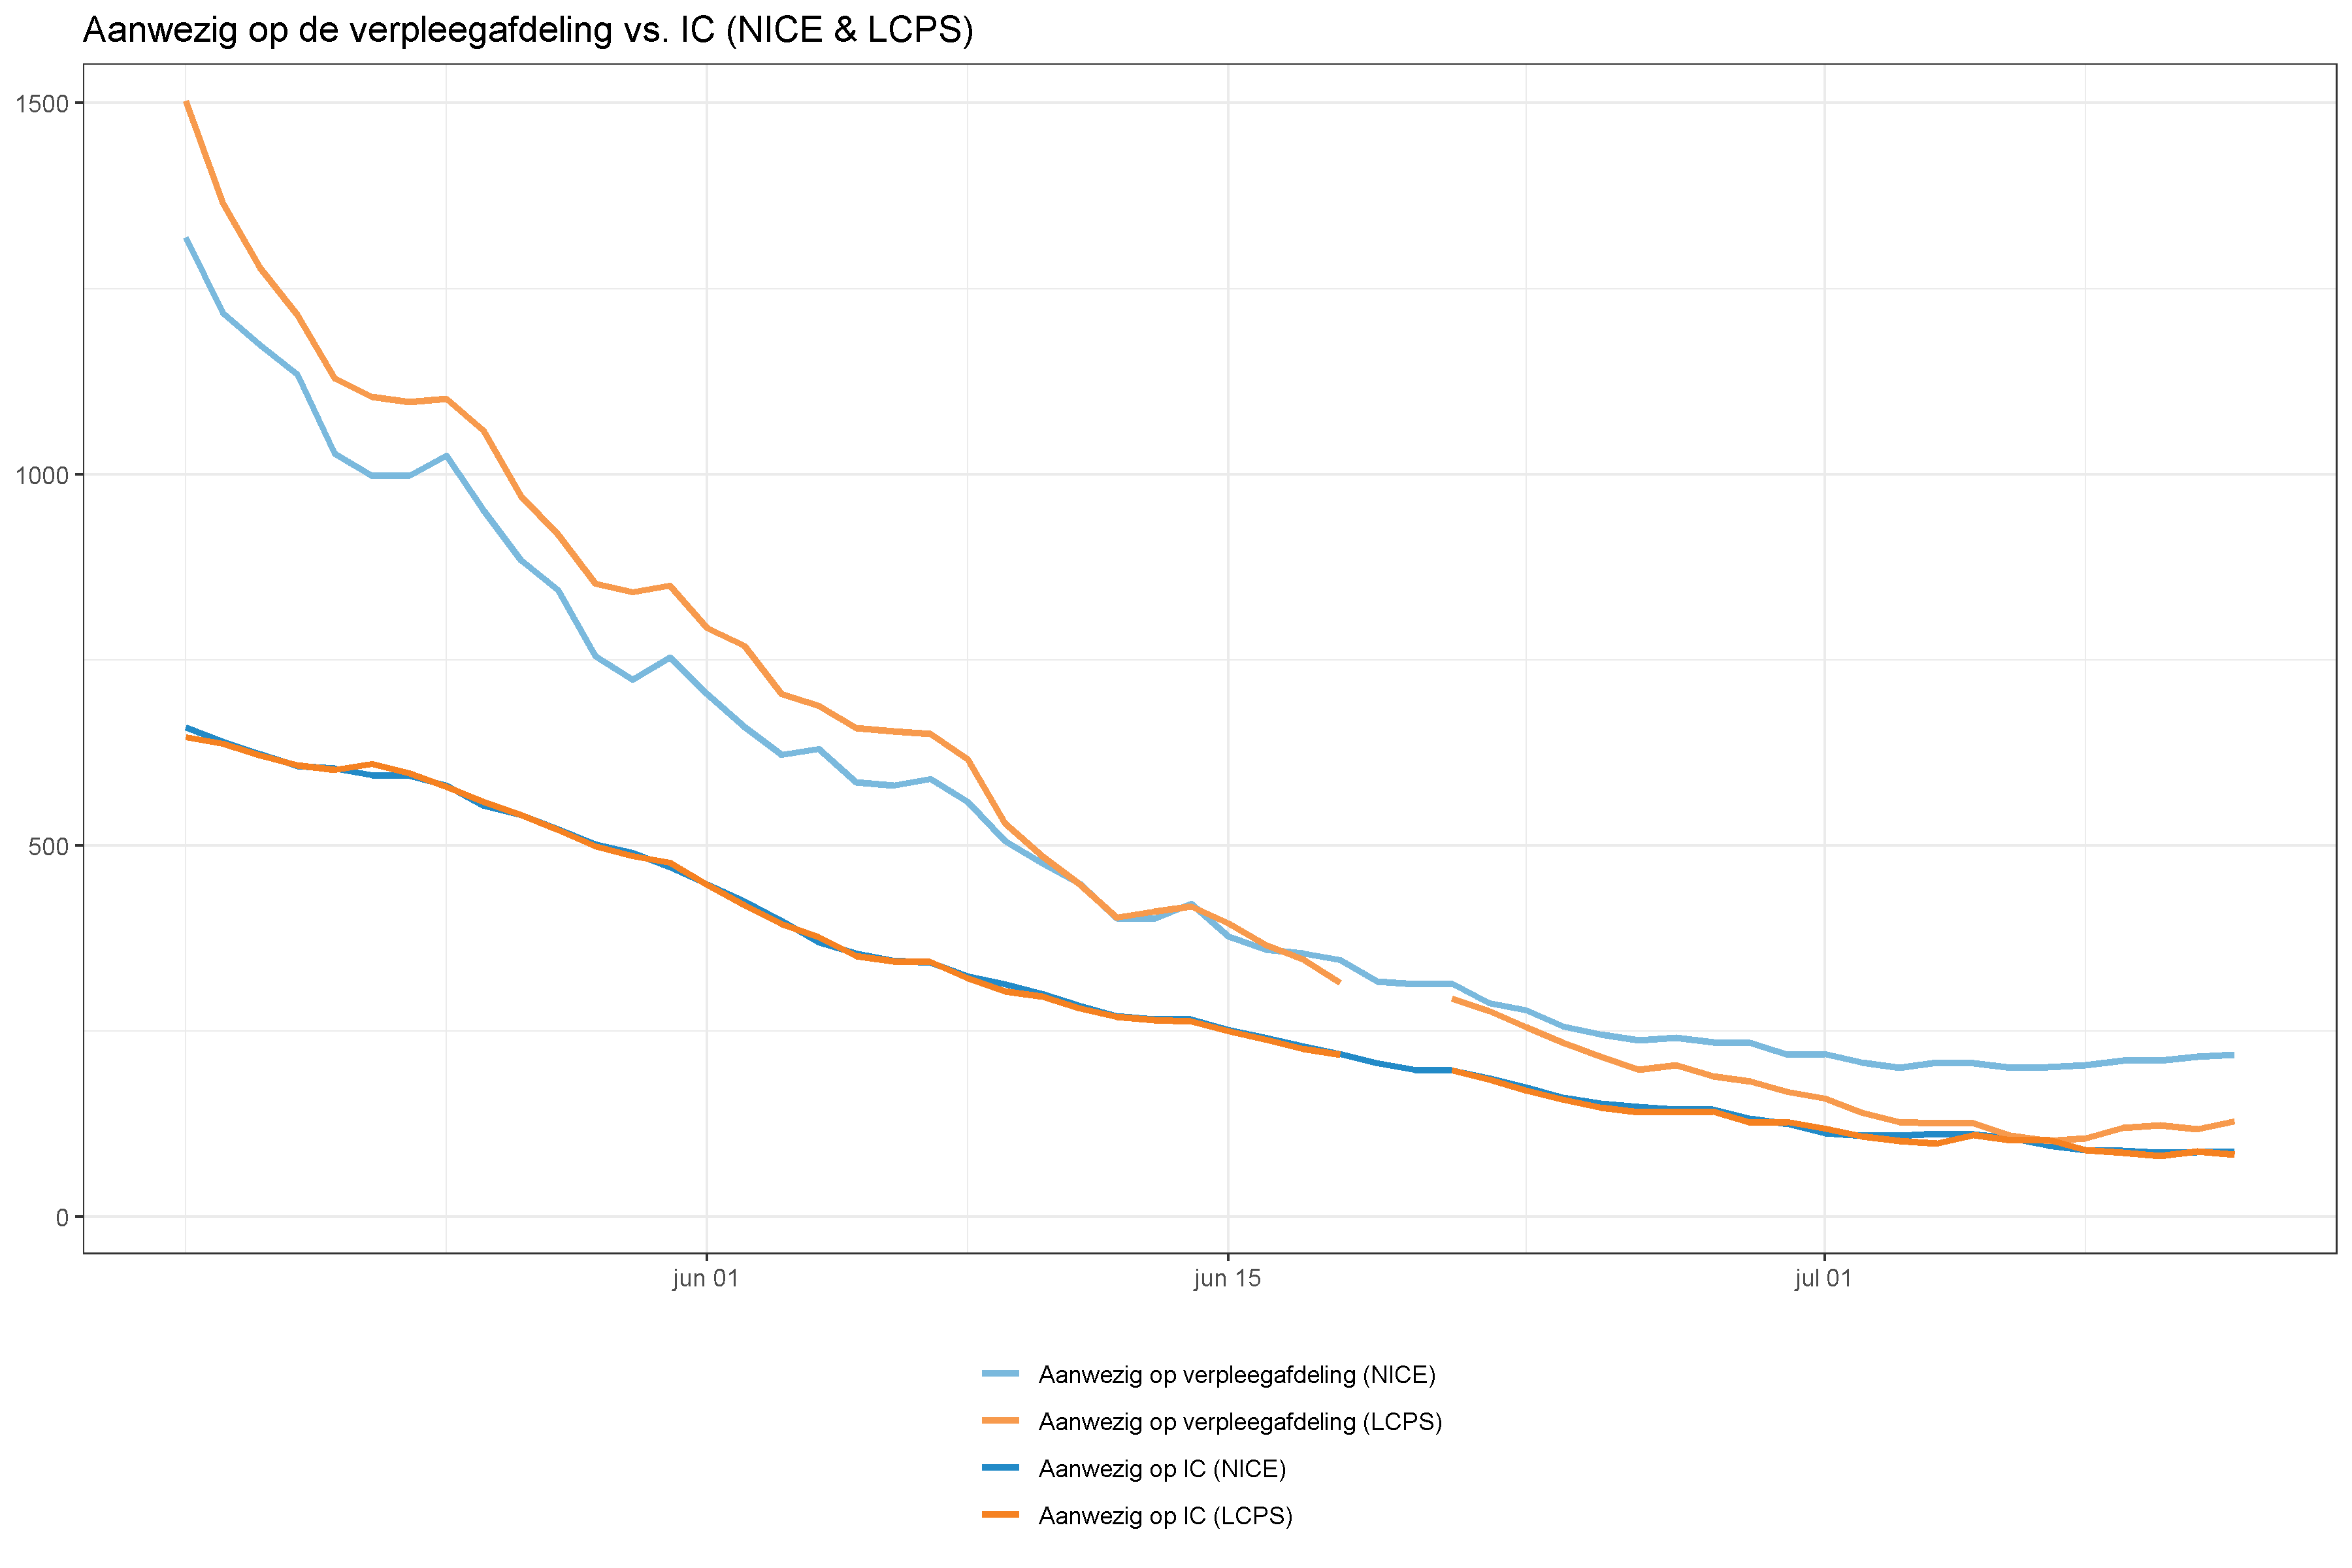 Aanwezig op de verpleegafdeling vs. IC (NICE & LCPS)
1500
1000
500
0
jun 01
jun 15
jul 01
Aanwezig op verpleegafdeling (NICE)
Aanwezig op verpleegafdeling (LCPS)
Aanwezig op IC (NICE)
Aanwezig op IC (LCPS)